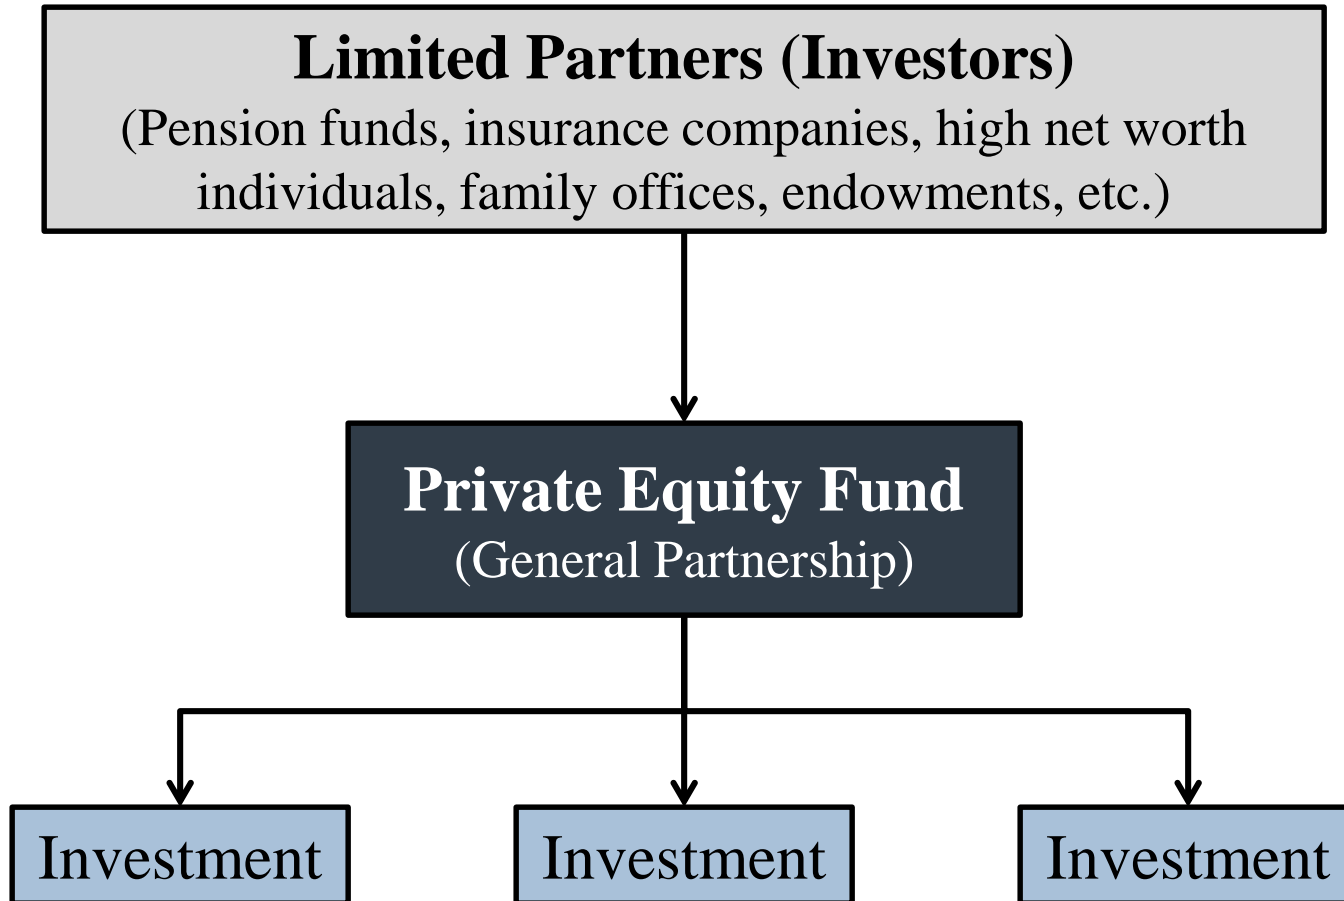 Limited Partners (Investors)
(Pension funds, insurance companies, high net worth
individuals, family offices, endowments, etc.)
Private Equity Fund
(General Partnership)
Investment
Investment
Investment